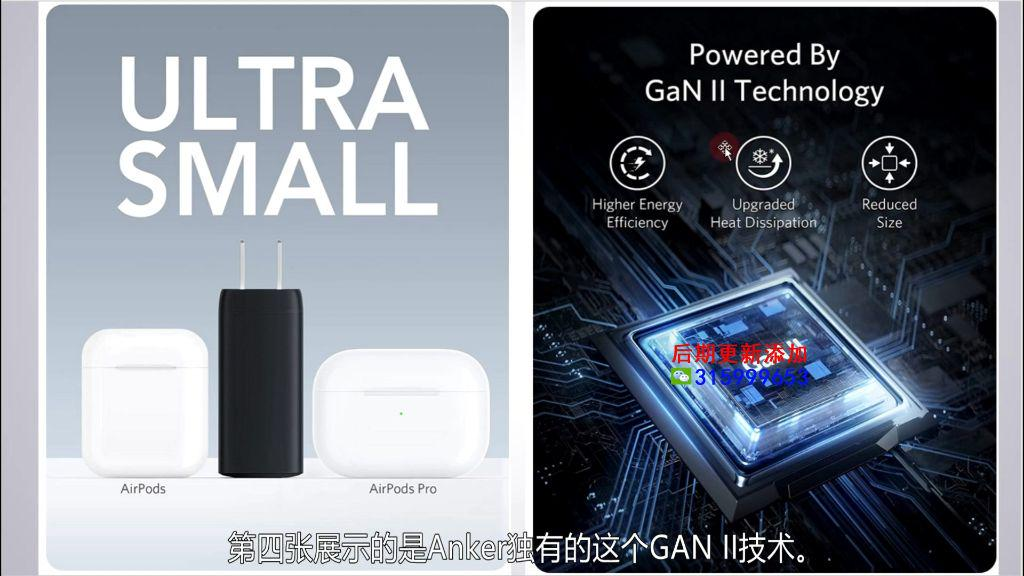 ULTRA
SMALL
AirPods
AirPods Pro
Powered By
GaN II Technology
Higher Energy
Efficiency
Upgraded
Heat Dissipation
Reduced
Size
后期更新添加
315999653
第四张展示的是Anker独有的这个GAN II技术。